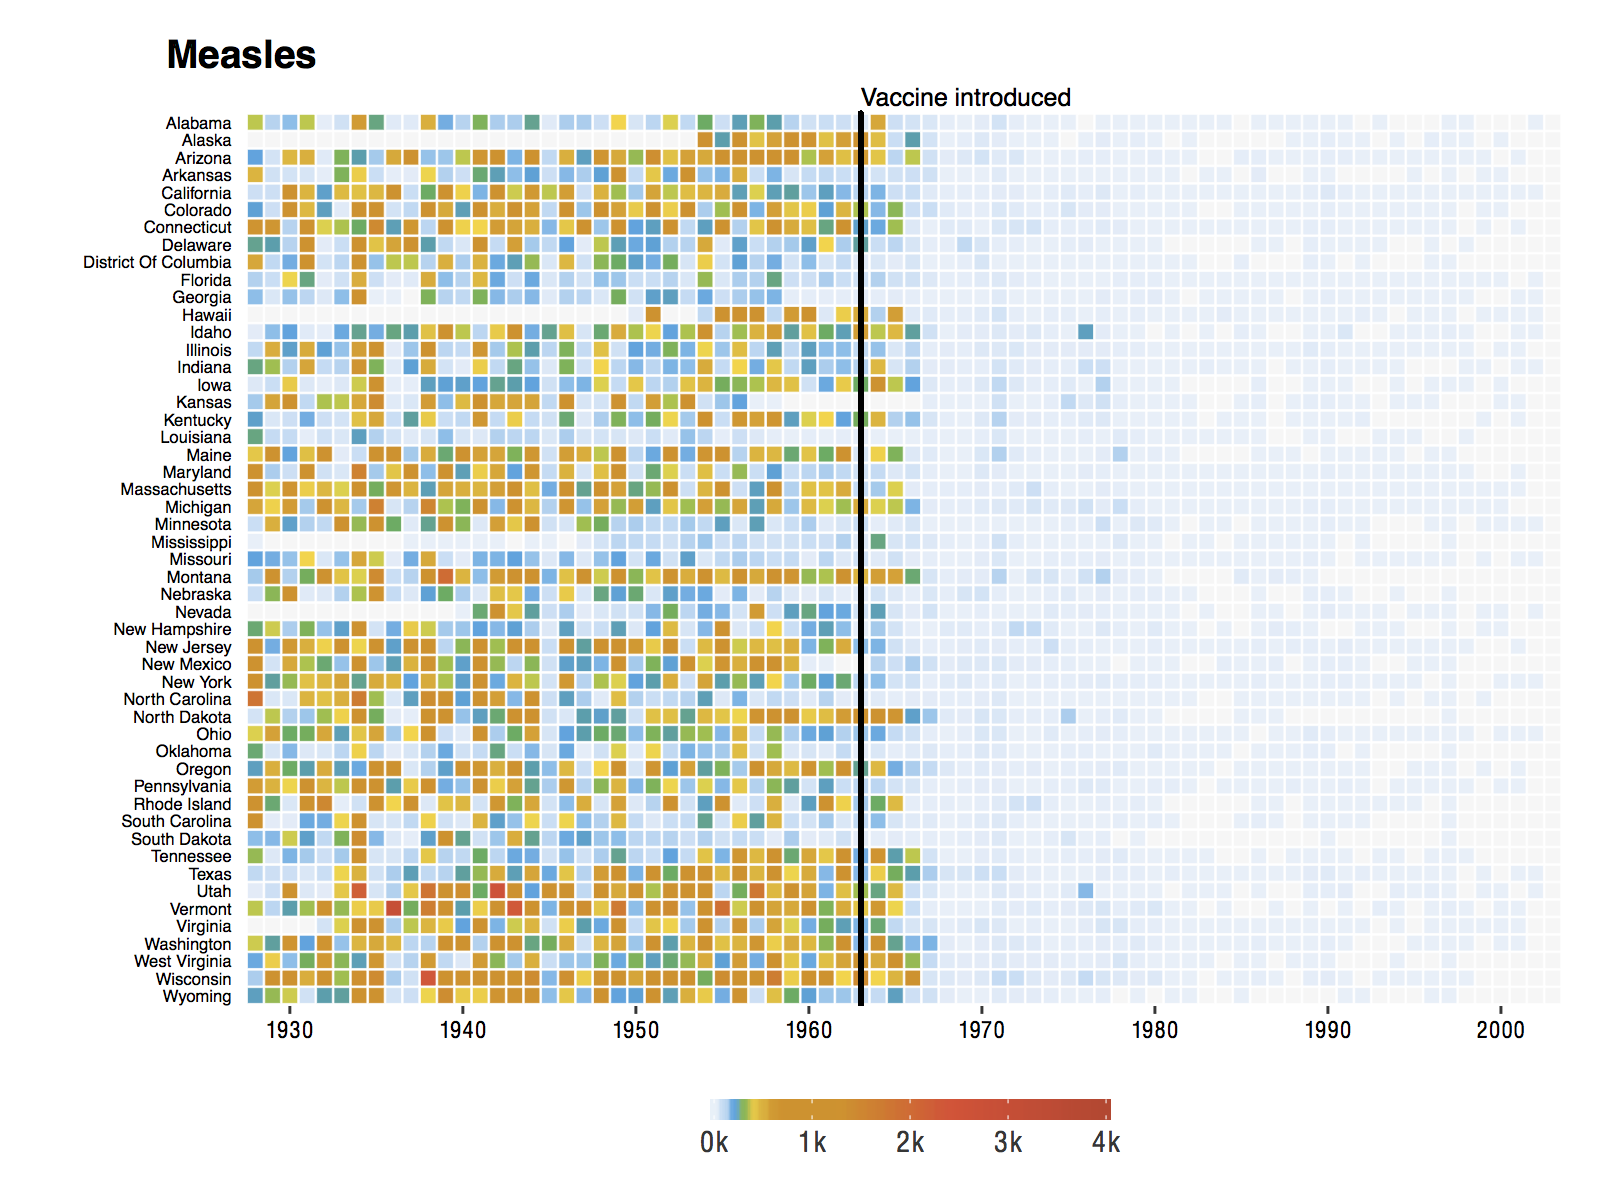 Measles
Vaccine introduced
Alabama
Alaska
Arizona
Arkansas
California
Colorado
Connecticut
Delaware
District Of Columbia
Florida
Georgia
Hawaii
Idaho
Illinois
Indiana
Iowa
Kansas
Kentucky
Louisiana
Maine
Maryland
Massachusetts
Michigan
Minnesota
Mississippi
Missouri
Montana
Nebraska
Nevada
New Hampshire
New Jersey
New Mexico
New York
North Carolina
North Dakota
Ohio
Oklahoma
Oregon
Pennsylvania
Rhode Island
South Carolina
South Dakota
Tennessee
Texas
Utah
Vermont
Virginia
Washington
West Virginia
Wisconsin
Wyoming
1930 1940 1950 1960 1970 1980 1990 2000
0k 1k 2k 3k 4k